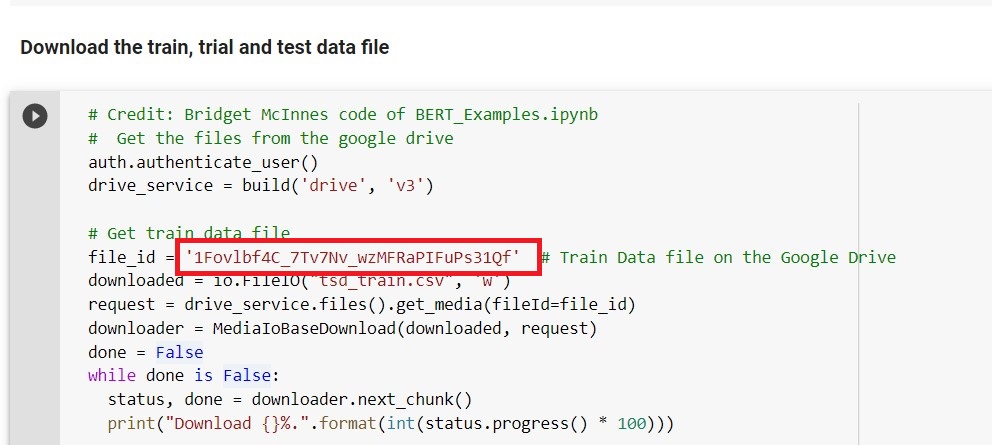 Download the train, trial and test data file
# Credit: Bridget McInnes code of BERT_Examples.ipynb
#  Get the files from the google drive
auth.authenticate_user()
drive_service = build('drive', 'v3')
# Get train data file
file_id = '1Fovlbf4C_7Tv7Nv_wzMFRaPIFuPs31Qf'  # Train Data file on the Google Drive
downloaded = io.FileIO("tsd_train.csv", 'w')
request = drive_service.files().get_media(fileId=file_id)
downloader = MediaIoBaseDownload(downloaded, request)
done = False
while done is False:
  status, done = downloader.next_chunk()
  print("Download {}%.".format(int(status.progress() * 100)))